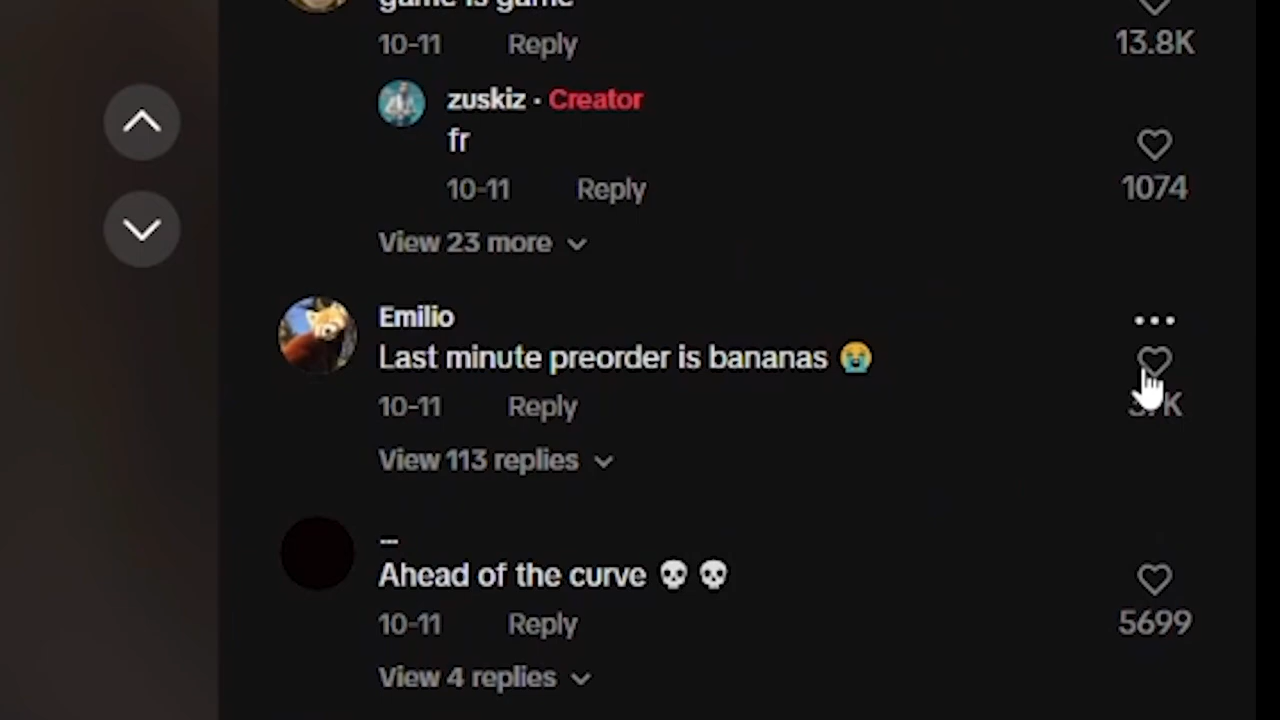 game is game
10-11 Reply
13.8K
zuskiz · Creator
fr
1074
10-11 Reply
View 23 more
Emilio
Last minute preorder is bananas 😭
10-11 Reply
View 113 replies
...
Ahead of the curve 💀 💀
10-11 Reply
5699
View 4 replies